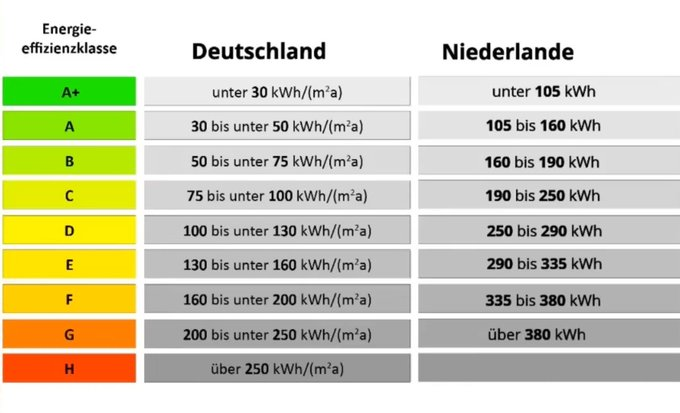 Energie-
effizienzklasse
Deutschland
Niederlande
A+
unter 30 kWh/(m²a)
unter 105 kWh
A
30 bis unter 50 kWh/(m²a)
105 bis 160 kWh
B
50 bis unter 75 kWh/(m²a)
160 bis 190 kWh
C
75 bis unter 100 kWh/(m²a)
190 bis 250 kWh
D
100 bis unter 130 kWh/(m²a)
250 bis 290 kWh
E
130 bis unter 160 kWh/(m²a)
290 bis 335 kWh
F
160 bis unter 200 kWh/(m²a)
335 bis 380 kWh
G
200 bis unter 250 kWh/(m²a)
über 380 kWh
H
über 250 kWh/(m²a)